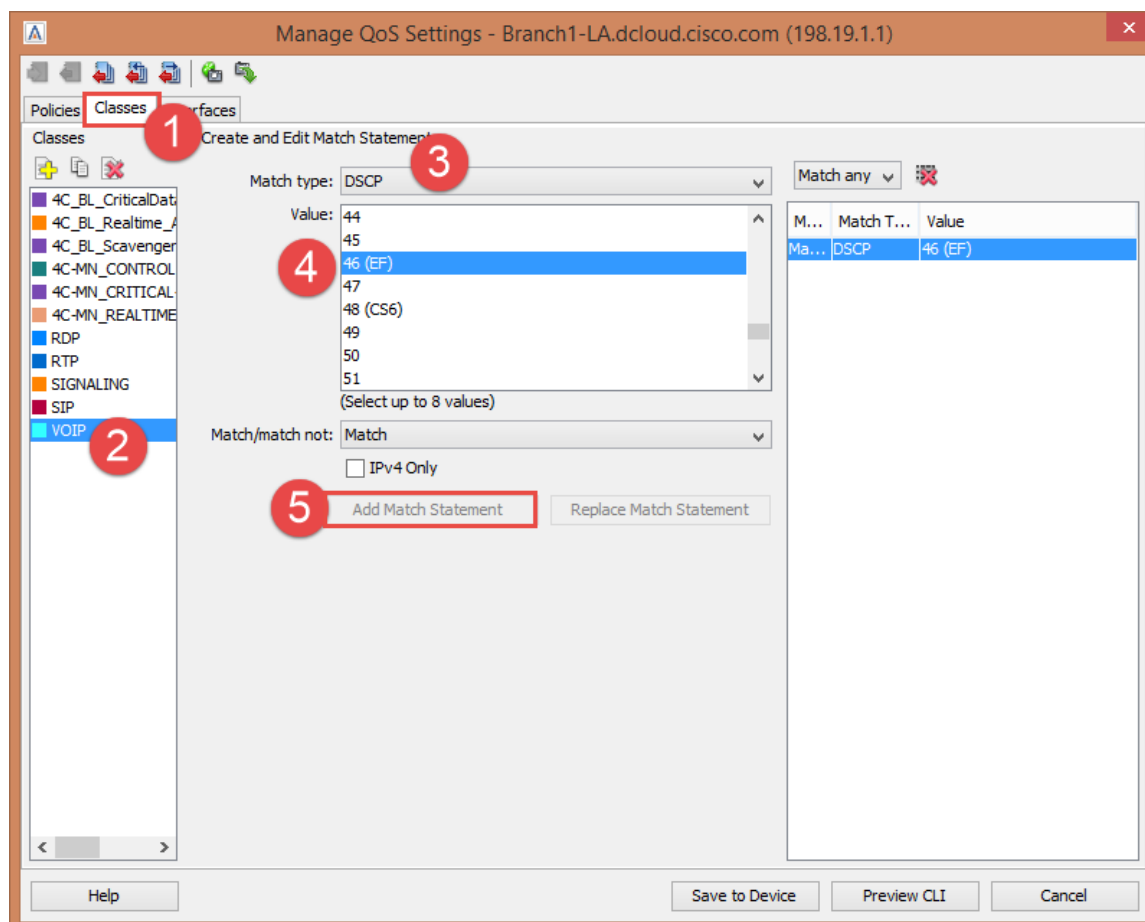 Manage QoS Settings - Branch1-LA.dcloud.cisco.com (198.19.1.1)
Policies Classes rfaces
1
Classes
Create and Edit Match Statement
3
Match type: DSCP
Match any
Value: 44
45
46 (EF)
47
48 (CS6)
49
50
51
4
(Select up to 8 values)
4C_BL_CriticalDat
4C_BL_Realtime_A
4C_BL_Scavenger
4C-MN_CONTROL
4C-MN_CRITICAL-
4C-MN_REALTIME
RDP
RTP
SIGNALING
SIP
VOIP
2
Match/match not: Match
IPv4 Only
5
Add Match Statement
Replace Match Statement
M... Match T... Value
Ma... DSCP 46 (EF)
Help
Save to Device
Preview CLI
Cancel